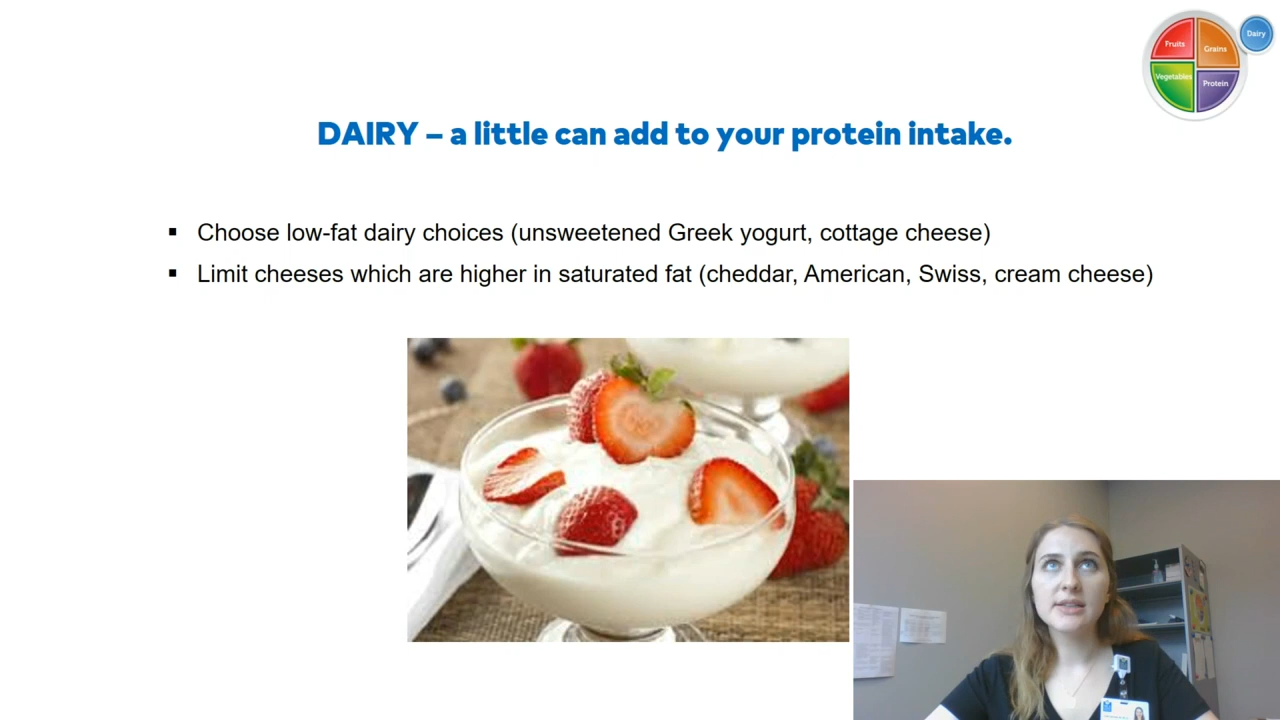 Fruits
Grains
Dairy
Vegetables
Protein
DAIRY – a little can add to your protein intake.
▪ Choose low-fat dairy choices (unsweetened Greek yogurt, cottage cheese)
▪ Limit cheeses which are higher in saturated fat (cheddar, American, Swiss, cream cheese)